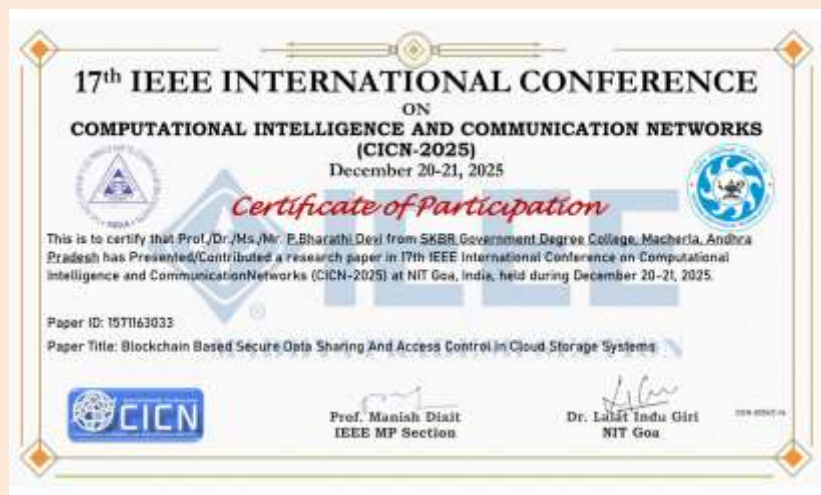 17th IEEE INTERNATIONAL CONFERENCE
ON
COMPUTATIONAL INTELLIGENCE AND COMMUNICATION NETWORKS
(CICN-2025)
December 20-21, 2025
Certificate of Participation
This is to certify that Prof./Dr./Ms./Mr. P.Bharathi Devi from SKBR Government Degree College, Macherla, Andhra
Pradesh has Presented/Contributed a research paper in 17th IEEE International Conference on Computational
Intelligence and CommunicationNetworks (CICN-2025) at NIT Goa, India, held during December 20-21, 2025.
IEEE
Paper ID: 1571163033
Paper Title: Blockchain Based Secure Data Sharing And Access Control in Cloud Storage Systems
CICN
Prof. Manish Dixit
IEEE MP Section
Dr. Lalit Indu Giri
NIT Goa